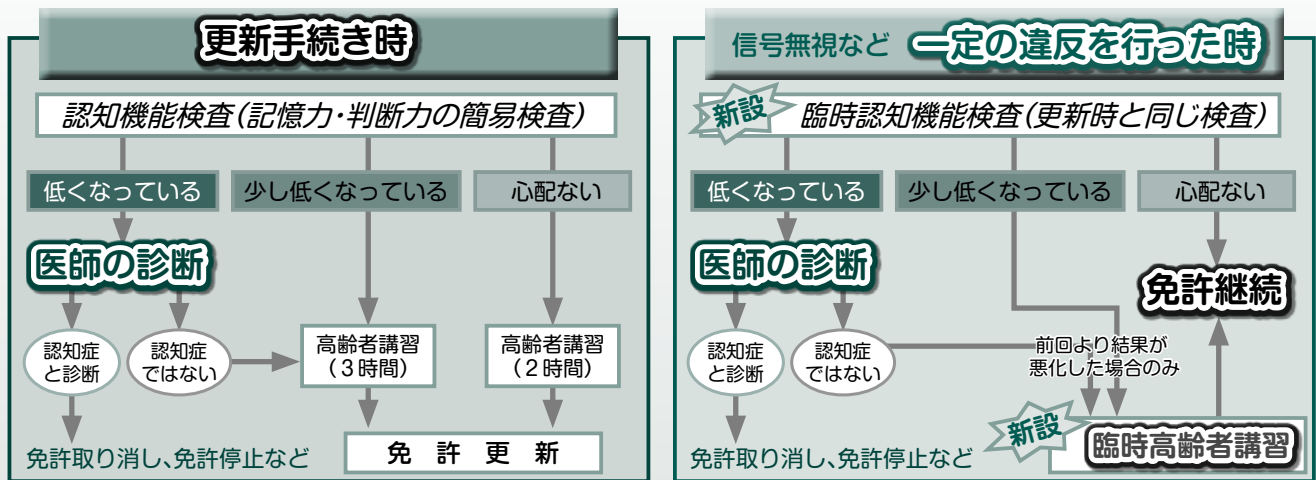 更新手続き時
認知機能検査(記憶力・判断力の簡易検査)
低くなっている
少し低くなっている
心配ない
医師の診断
認知症
と診断
認知症
ではない
高齢者講習
(3時間)
高齢者講習
(2時間)
免許取り消し、免許停止など
免許更新
信号無視など 一定の違反を行った時
新設
臨時認知機能検査(更新時と同じ検査)
低くなっている
少し低くなっている
心配ない
医師の診断
免許継続
認知症
と診断
認知症
ではない
前回より結果が
悪化した場合のみ
免許取り消し、免許停止など
新設
臨時高齢者講習